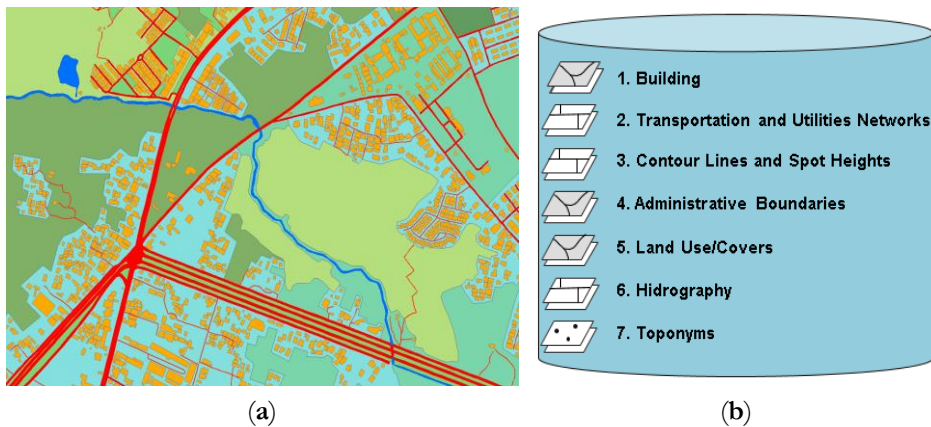 1. Building
2. Transportation and Utilities Networks
3. Contour Lines and Spot Heights
4. Administrative Boundaries
5. Land Use/Covers
6. Hidrography
7. Toponyms
(a)
(b)